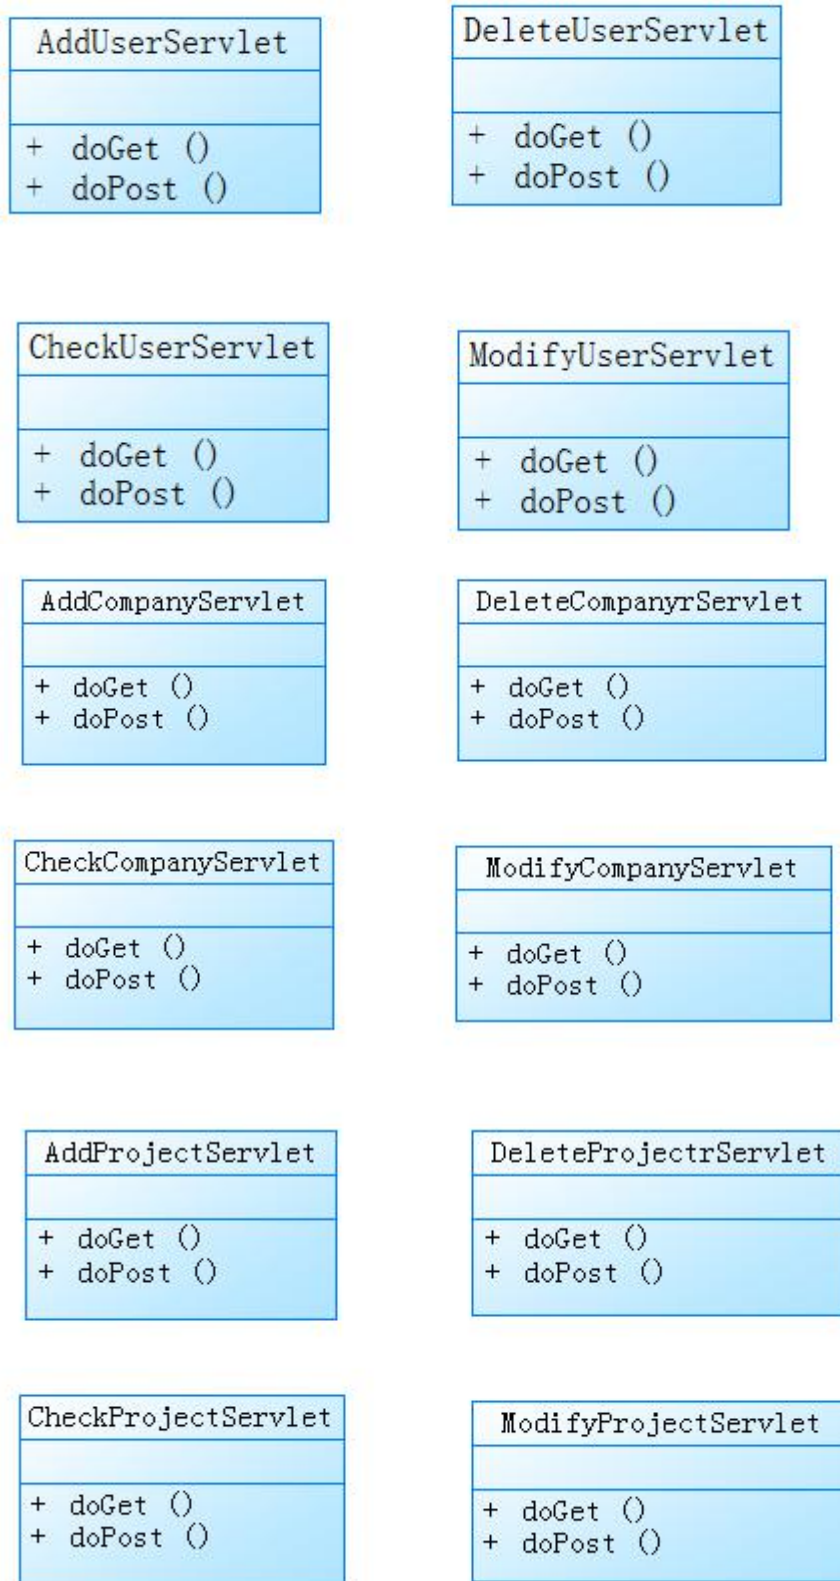 AddUserServlet
+ doGet ()
+ doPost ()
DeleteUserServlet
+ doGet ()
+ doPost ()
CheckUserServlet
+ doGet ()
+ doPost ()
ModifyUserServlet
+ doGet ()
+ doPost ()
AddCompanyServlet
+ doGet ()
+ doPost ()
DeleteCompanyrServlet
+ doGet ()
+ doPost ()
CheckCompanyServlet
+ doGet ()
+ doPost ()
ModifyCompanyServlet
+ doGet ()
+ doPost ()
AddProjectServlet
+ doGet ()
+ doPost ()
DeleteProjectrServlet
+ doGet ()
+ doPost ()
CheckProjectServlet
+ doGet ()
+ doPost ()
ModifyProjectServlet
+ doGet ()
+ doPost ()